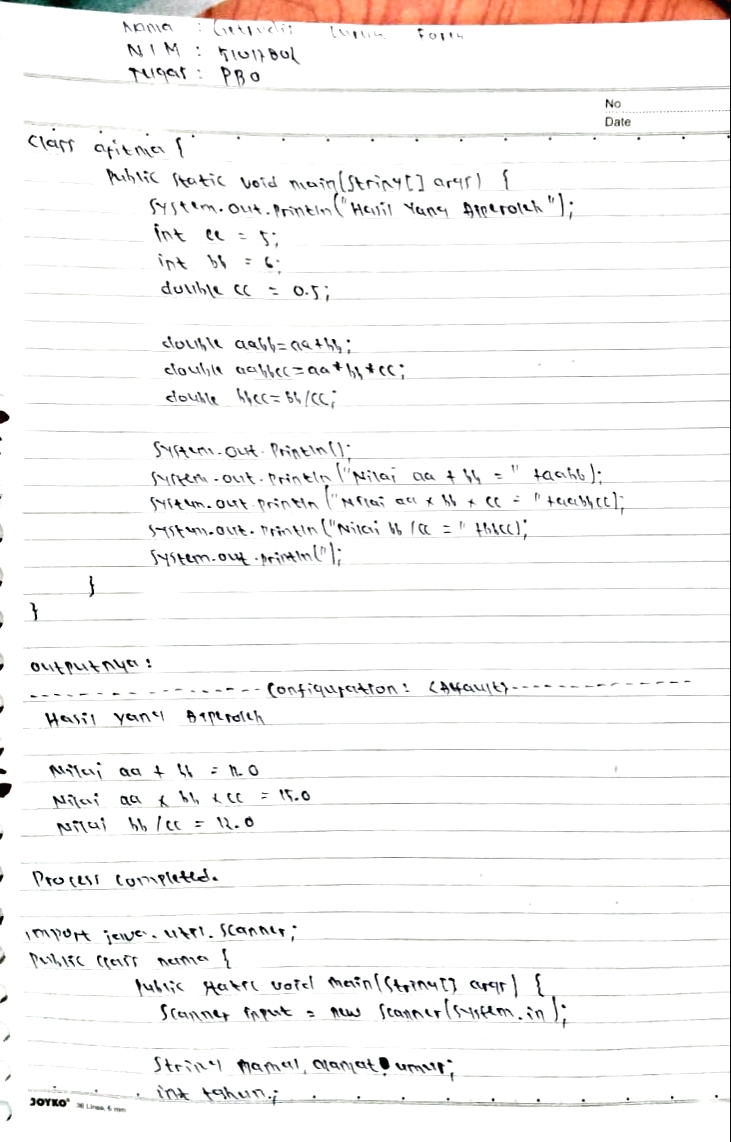 Nama :
NIM :
Tugas : PBO
No
Date
Class aritma {
Public Static void main(String[] args) {
System.out.println("Hasil Yang Diperoleh");
int aa = 5;
int bb = 6;
double cc = 0.5;
double aabb=aa+bb;
double aabbcc=aa*bb*cc;
double bbcc=bb/cc;
System.out.Println();
System.out.println("Nilai aa + bb = " +aabb);
System.out.println("Nilai aa x bb x cc = "+aabbcc);
System.out.println("Nilai bb /cc = " +bbcc);
System.out.println(");
}
}
outputnya :
Configuration: <Default>
Hasil yang Diperoleh
Nilai aa + bb = 11.0
Nilai aa x bb x cc = 15.0
Nilai bb /cc = 12.0
Process completed.
import java.util.Scanner;
Public class nama {
Public Static void main(String[] args) {
Scanner input = new Scanner(System.in);
String nama1, alamat, umur;
int tahun;
JOYKO 36 Lines, 6 mm